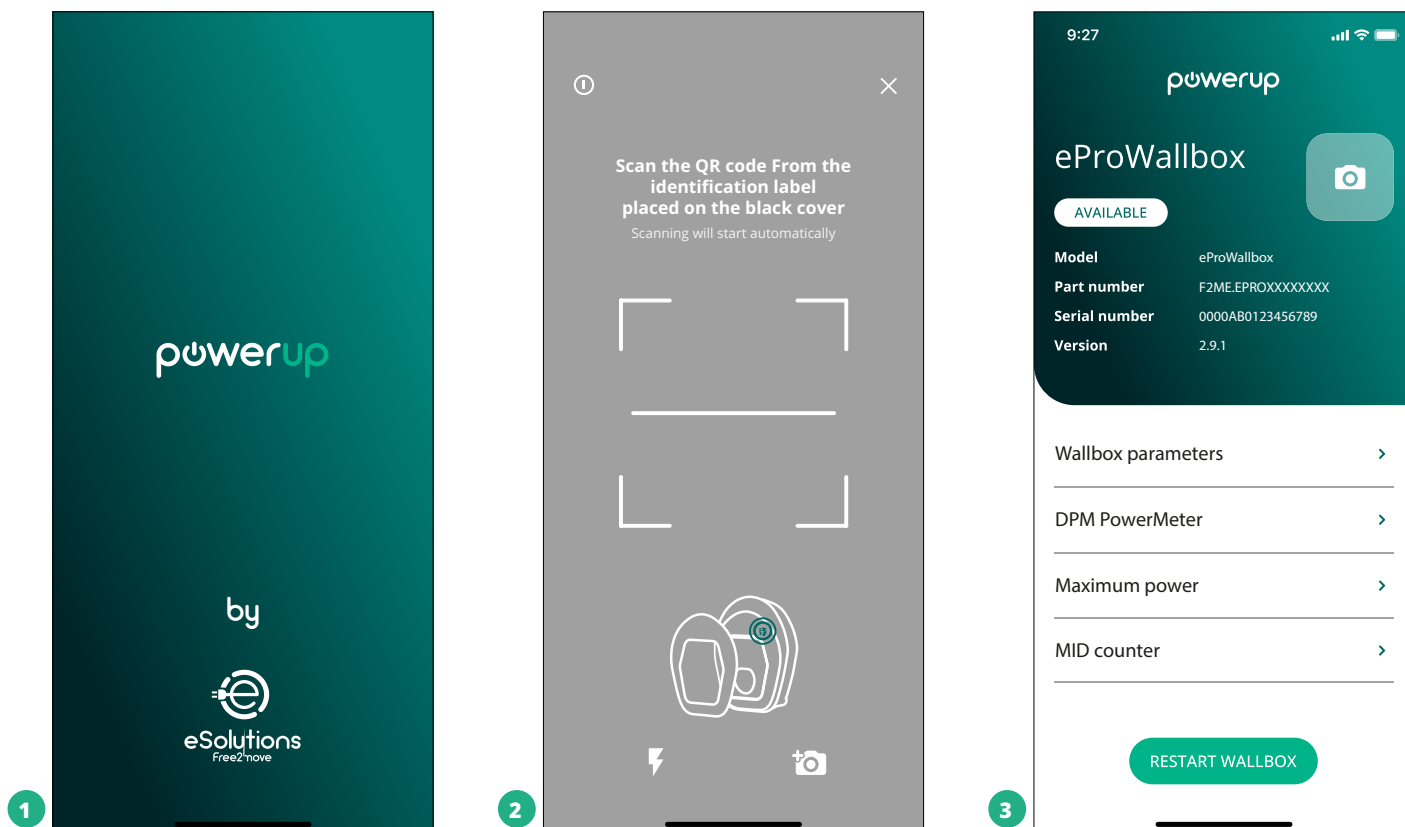 powerup
by
eSolutions
Free2move
1
Scan the QR code From the
identification label
placed on the black cover
Scanning will start automatically
2
9:27
powerup
eProWallbox
AVAILABLE
Model eProWallbox
Part number F2ME.EPROXXXXXXXX
Serial number 0000AB0123456789
Version 2.9.1
Wallbox parameters
DPM PowerMeter
Maximum power
MID counter
RESTART WALLBOX
3